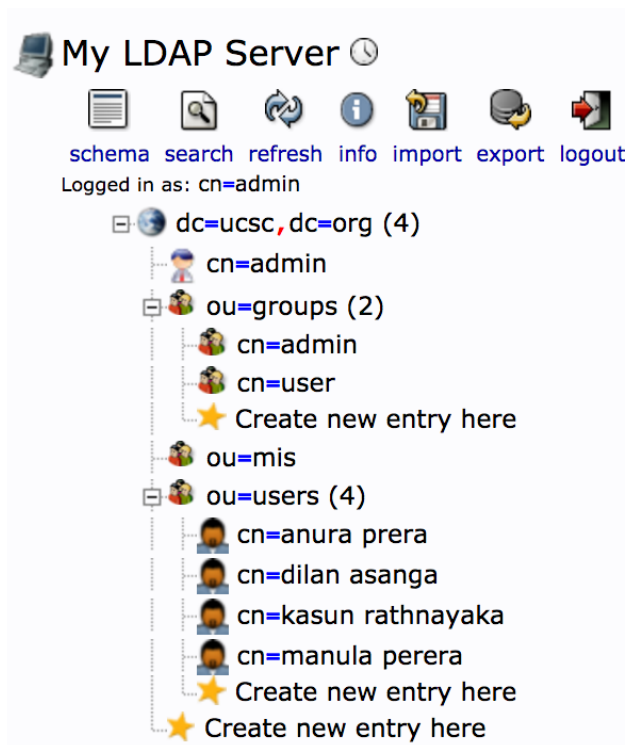 My LDAP Server
schema search refresh info import export logout
Logged in as: cn=admin
dc=ucsc,dc=org (4)
cn=admin
ou=groups (2)
cn=admin
cn=user
Create new entry here
ou=mis
ou=users (4)
cn=anura prera
cn=dilan asanga
cn=kasun rathnayaka
cn=manula perera
Create new entry here
Create new entry here